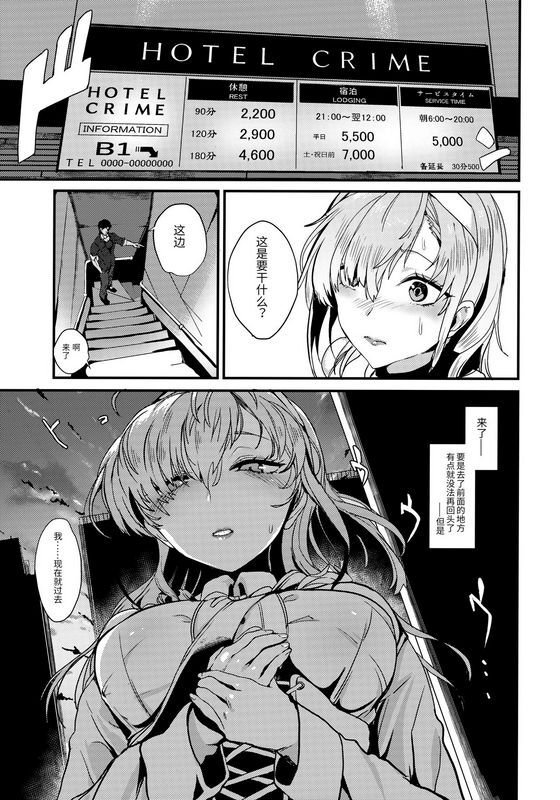 ドド
HOTEL CRIME
HOTEL
CRIME
INFORMATION
B1
TEL 0000-00000000
休憩
REST
90分 2,200
120分 2,900
180分 4,600
宿泊
LODGING
21:00～翌12:00
平日 5,500
土・祝日前 7,000
サービスタイム
SERVICE TIME
朝6:00～20:00
5,000
各延長 30分500
这是要干什么？
这边
啊
来了
来了——
要是去了前面的地方
有点就没法再回头了
——但是
我……
现在就过去